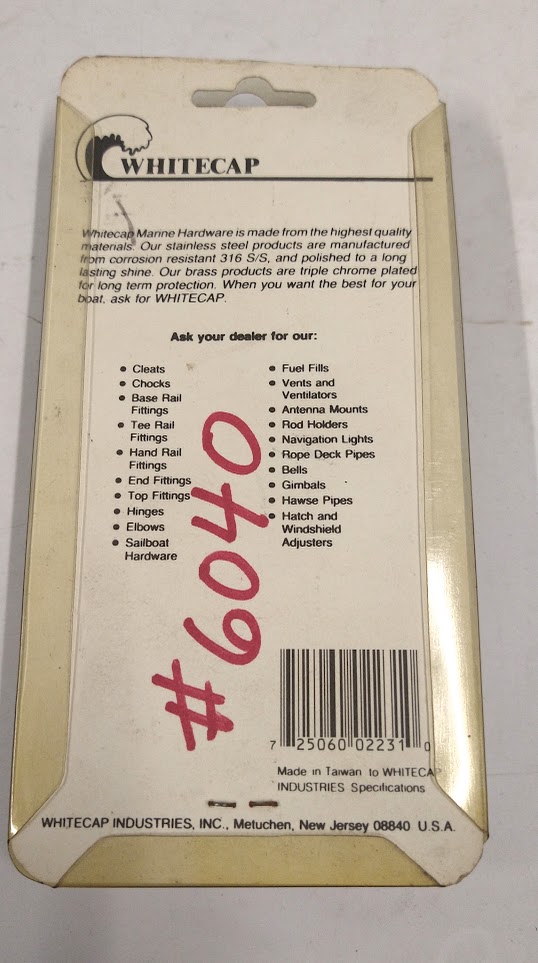 WHITECAP
Whitecap Marine Hardware is made from the highest quality
materials. Our stainless steel products are manufactured
from corrosion resistant 316 S/S, and polished to a long
lasting shine. Our brass products are triple chrome plated
for long term protection. When you want the best for your
boat, ask for WHITECAP.
Ask your dealer for our:
• Cleats
• Chocks
• Base Rail
Fittings
• Tee Rail
Fittings
• Hand Rail
Fittings
• End Fittings
• Top Fittings
• Hinges
• Elbows
• Sailboat
Hardware
• Fuel Fills
• Vents and
Ventilators
• Antenna Mounts
• Rod Holders
• Navigation Lights
• Rope Deck Pipes
• Bells
• Gimbals
• Hawse Pipes
• Hatch and
Windshield
Adjusters
#6040
7 25060 02231 0
Made in Taiwan to WHITECAP
INDUSTRIES Specifications
WHITECAP INDUSTRIES, INC., Metuchen, New Jersey 08840 U.S.A.